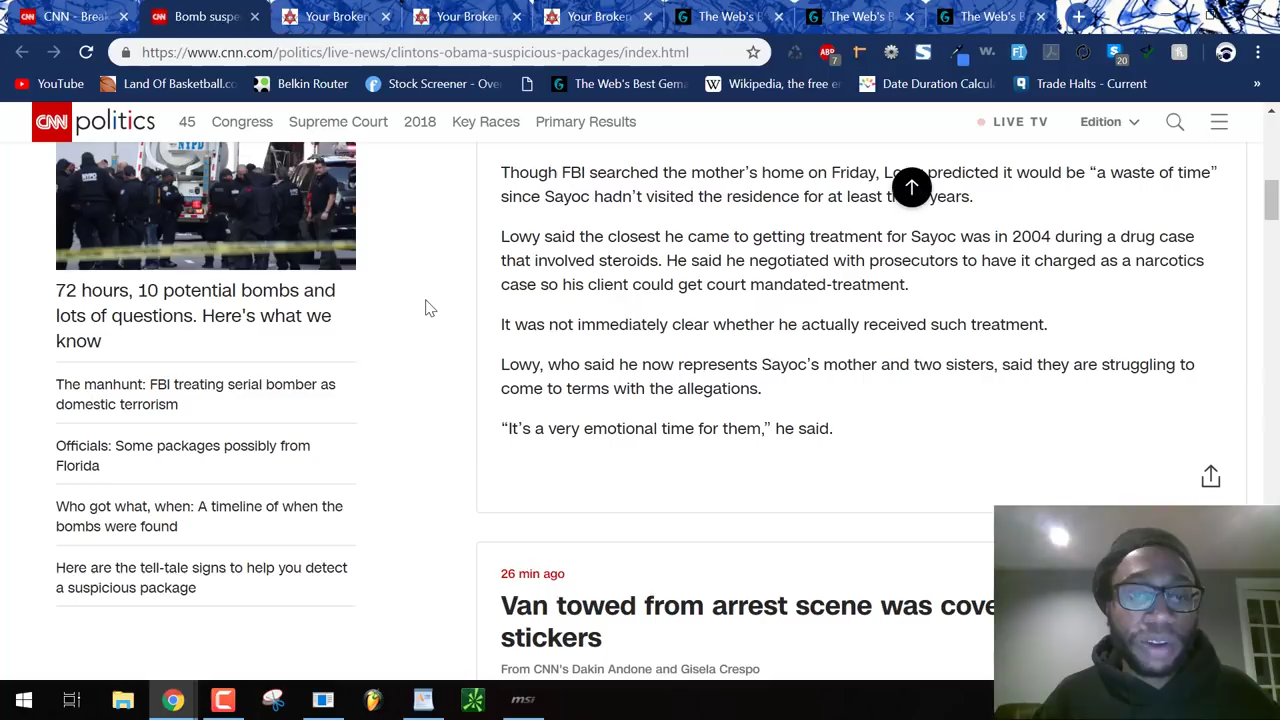 CNN - Break
Bomb suspe
Your Broken
Your Broken
Your Broken
The Web's B
The Web's B
The Web's B
https://www.cnn.com/politics/live-news/clintons-obama-suspicious-packages/index.html
ABP
7
w.
20
YouTube
Land Of Basketball.co
Belkin Router
Stock Screener - Ove
The Web's Best Gema
Wikipedia, the free e
Date Duration Calcul
Trade Halts - Current
»
CNN politics
45
Congress
Supreme Court
2018
Key Races
Primary Results
LIVE TV
Edition
NYPD
72 hours, 10 potential bombs and
lots of questions. Here's what we
know
The manhunt: FBI treating serial bomber as
domestic terrorism
Officials: Some packages possibly from
Florida
Who got what, when: A timeline of when the
bombs were found
Here are the tell-tale signs to help you detect
a suspicious package
Though FBI searched the mother’s home on Friday, Lo predicted it would be “a waste of time”
since Sayoc hadn’t visited the residence for at least years.
Lowy said the closest he came to getting treatment for Sayoc was in 2004 during a drug case
that involved steroids. He said he negotiated with prosecutors to have it charged as a narcotics
case so his client could get court mandated-treatment.
It was not immediately clear whether he actually received such treatment.
Lowy, who said he now represents Sayoc’s mother and two sisters, said they are struggling to
come to terms with the allegations.
“It’s a very emotional time for them,” he said.
26 min ago
Van towed from arrest scene was cove
stickers
From CNN's Dakin Andone and Gisela Crespo
msi